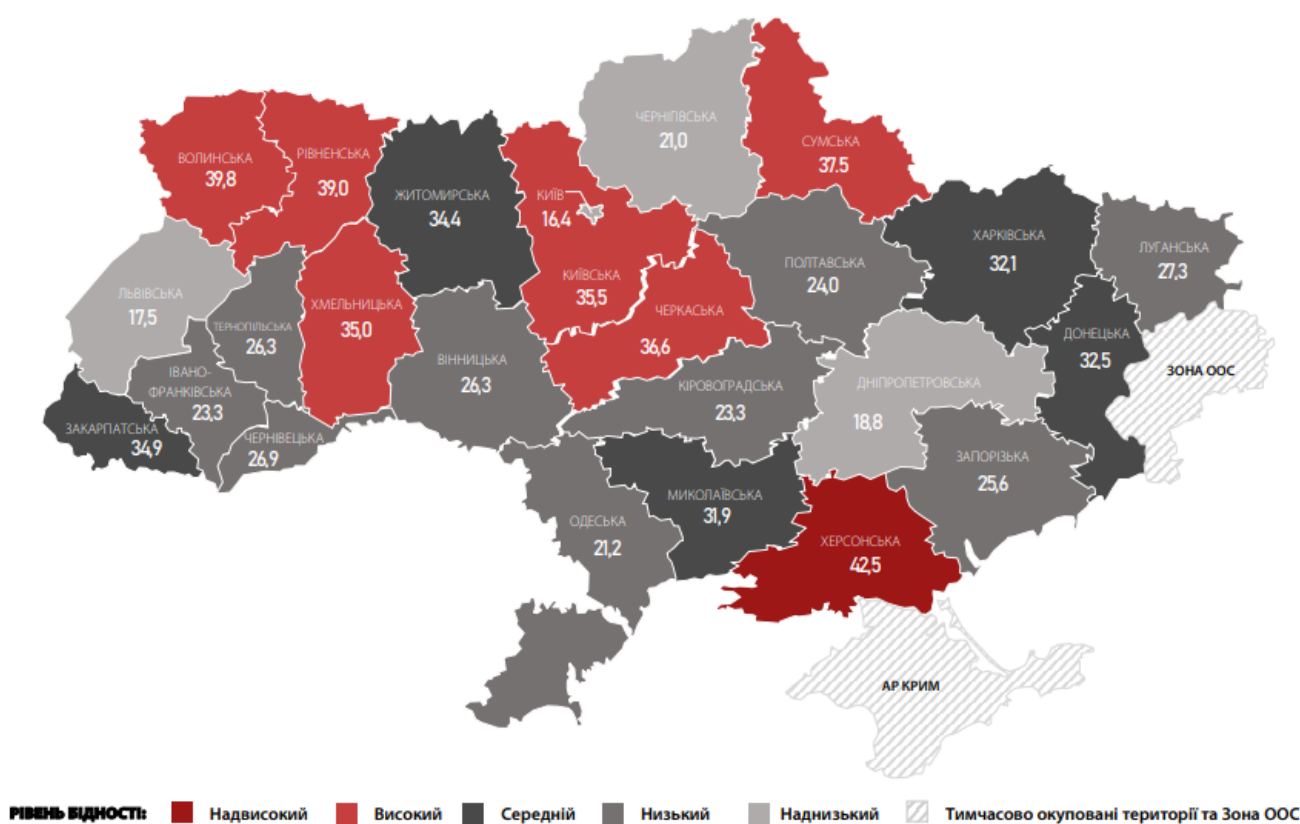 ЧЕРНІГІВСЬКА
21,0
СУМСЬКА
37.5
ВОЛИНСЬКА
39,8
РІВНЕНСЬКА
39,0
ЖИТОМИРСЬКА
34,4
КИЇВ
16,4
ХАРКІВСЬКА
32,1
ЛУГАНСЬКА
27,3
ПОЛТАВСЬКА
24,0
КИЇВСЬКА
35,5
ЧЕРКАСЬКА
36,6
ЛЬВІВСЬКА
17,5
ХМЕЛЬНИЦЬКА
35,0
ТЕРНОПІЛЬСЬКА
26,3
ДОНЕЦЬКА
32,5
ВІННИЦЬКА
26,3
ЗОНА ООС
ІВАНО-
ФРАНКІВСЬКА
23,3
КІРОВОГРАДСЬКА
23,3
ДНІПРОПЕТРОВСЬКА
18,8
ЗАКАРПАТСЬКА
34,9
ЧЕРНІВЕЦЬКА
26,9
ЗАПОРІЗЬКА
25,6
МИКОЛАЇВСЬКА
31,9
ОДЕСЬКА
21,2
ХЕРСОНСЬКА
42,5
АР КРИМ
РІВЕНЬ БІДНОСТІ: Надвисокий Високий Середній Низький Наднизький Тимчасово окуповані території та Зона ООС